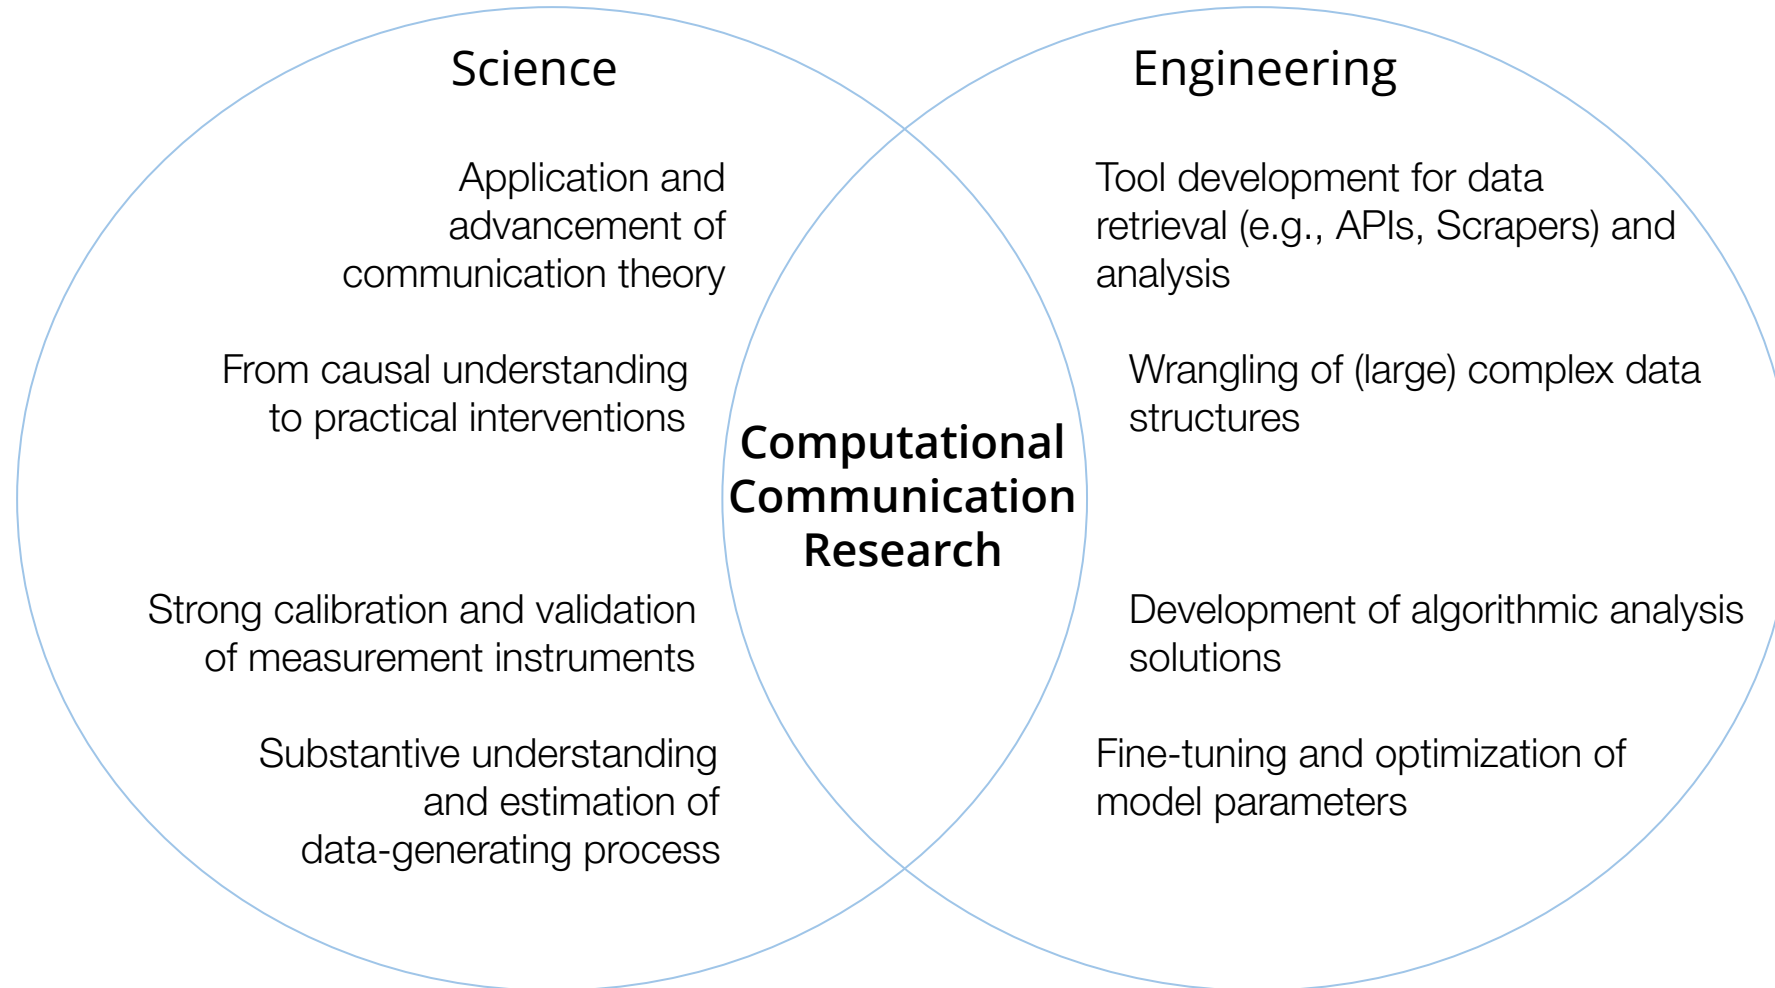 Science
Application and
advancement of
communication theory
From causal understanding
to practical interventions
Strong calibration and validation
of measurement instruments
Substantive understanding
and estimation of
data-generating process
Computational
Communication
Research
Engineering
Tool development for data
retrieval (e.g., APIs, Scrapers) and
analysis
Wrangling of (large) complex data
structures
Development of algorithmic analysis
solutions
Fine-tuning and optimization of
model parameters